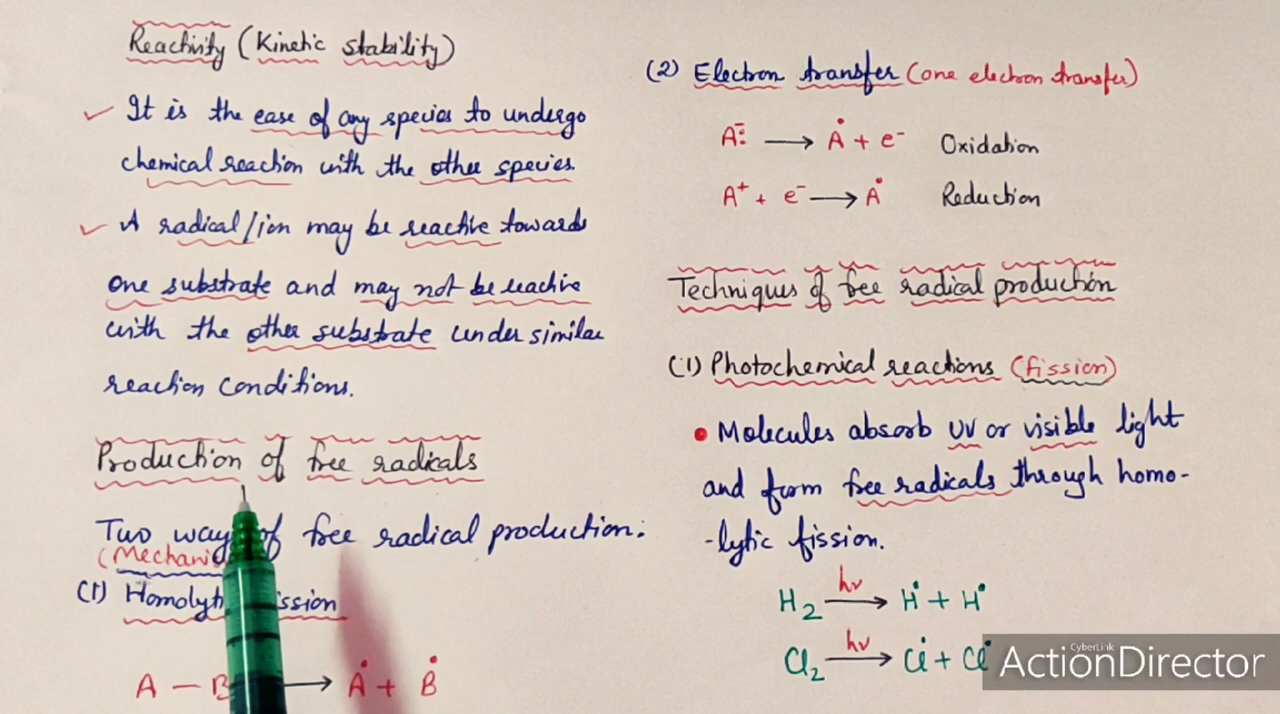 Reactivity (Kinetic stability)
It is the ease of any species to undergo
chemical reaction with the other species.
A radical/ion may be reactive towards
one substrate and may not be reactive
with the other substrate under similar
reaction conditions.
Production of free radicals
Two way of free radical production:
(Mechani
(1) Homolyt ission
A — B ⟶ A• + B•
(2) Electron transfer (one electron transfer)
A:⁻ ⟶ A• + e⁻ Oxidation
A⁺ + e⁻ ⟶ A• Reduction
Techniques of free radical production
(1) Photochemical reactions (fission)
• Molecules absorb UV or visible light
and form free radicals through homo-
-lytic fission.
H₂ hν⟶ H• + H•
Cl₂ hν⟶ Cl• + Cl•
CyberLink
ActionDirector